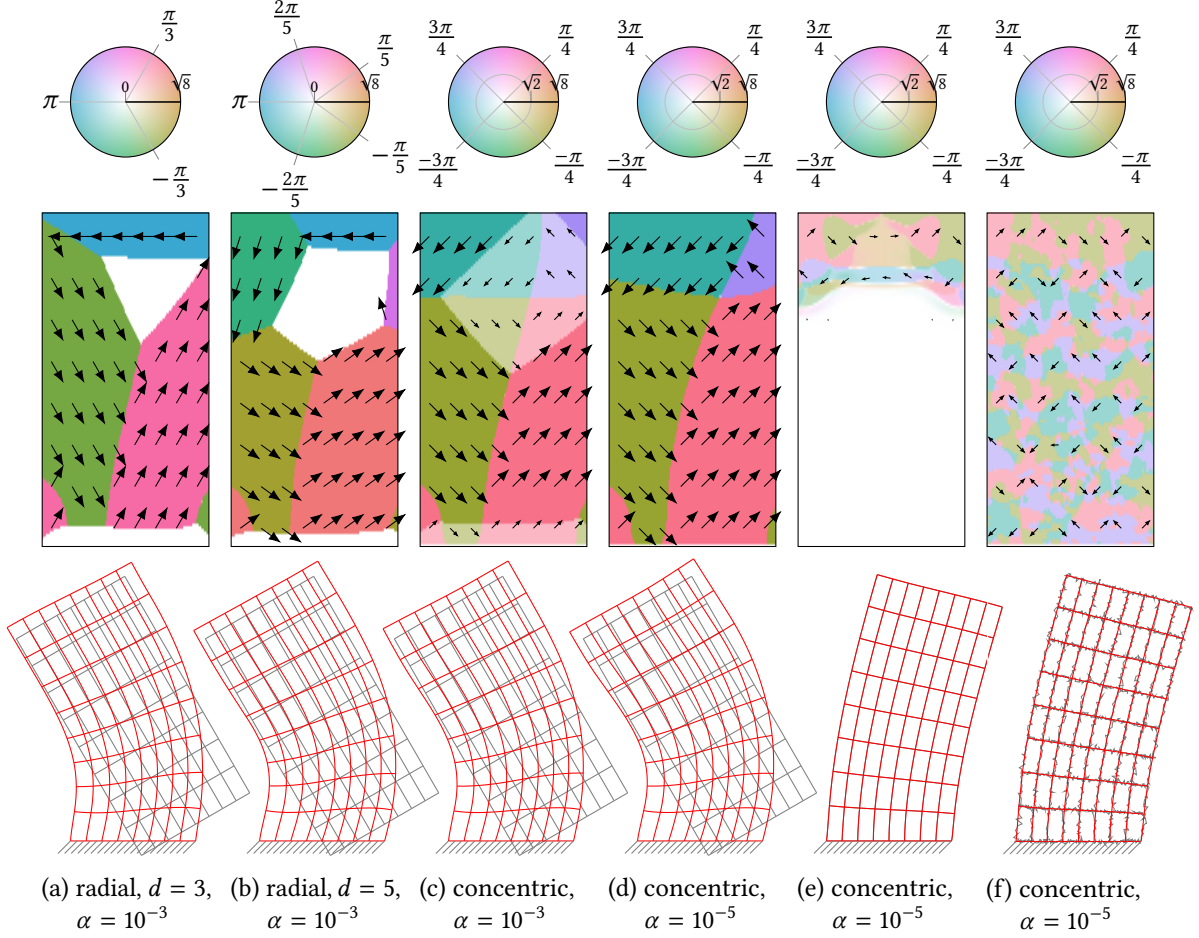 π/3 0 √8 π −π/3
2π/5 π/5 0 √8 π −π/5 −2π/5
3π/4 π/4 √2 √8 −3π/4 −π/4
3π/4 π/4 √2 √8 −3π/4 −π/4
3π/4 π/4 √2 √8 −3π/4 −π/4
3π/4 π/4 √2 √8 −3π/4 −π/4
(a) radial, d = 3,
α = 10⁻³
(b) radial, d = 5,
α = 10⁻³
(c) concentric,
α = 10⁻³
(d) concentric,
α = 10⁻⁵
(e) concentric,
α = 10⁻⁵
(f) concentric,
α = 10⁻⁵